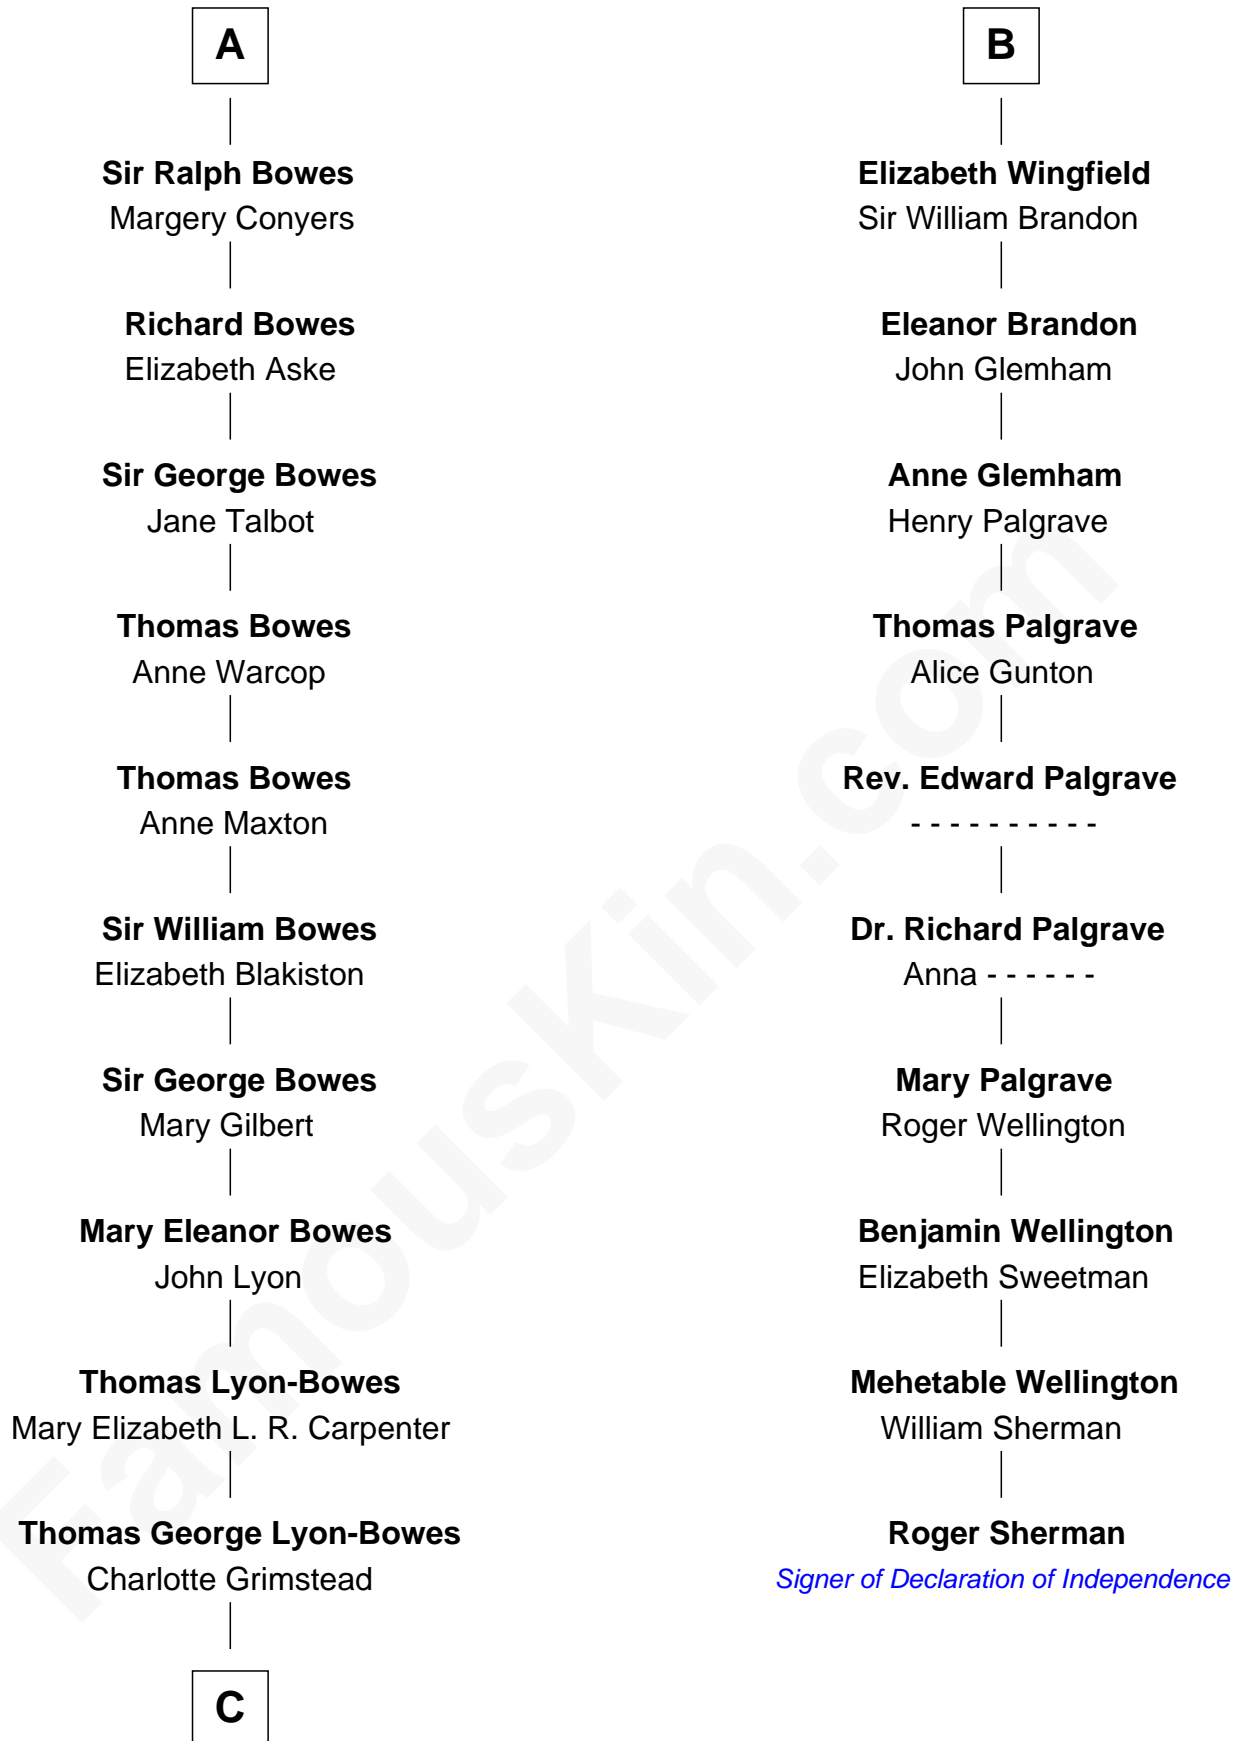 A
Sir Ralph Bowes
Margery Conyers
Richard Bowes
Elizabeth Aske
Sir George Bowes
Jane Talbot
Thomas Bowes
Anne Warcop
Thomas Bowes
Anne Maxton
Sir William Bowes
Elizabeth Blakiston
Sir George Bowes
Mary Gilbert
Mary Eleanor Bowes
John Lyon
Thomas Lyon-Bowes
Mary Elizabeth L. R. Carpenter
Thomas George Lyon-Bowes
Charlotte Grimstead
C
B
Elizabeth Wingfield
Sir William Brandon
Eleanor Brandon
John Glemham
Anne Glemham
Henry Palgrave
Thomas Palgrave
Alice Gunton
Rev. Edward Palgrave
- - - - - - - - - -
Dr. Richard Palgrave
Anna - - - - - -
Mary Palgrave
Roger Wellington
Benjamin Wellington
Elizabeth Sweetman
Mehetable Wellington
William Sherman
Roger Sherman
Signer of Declaration of Independence
FamousKin.com